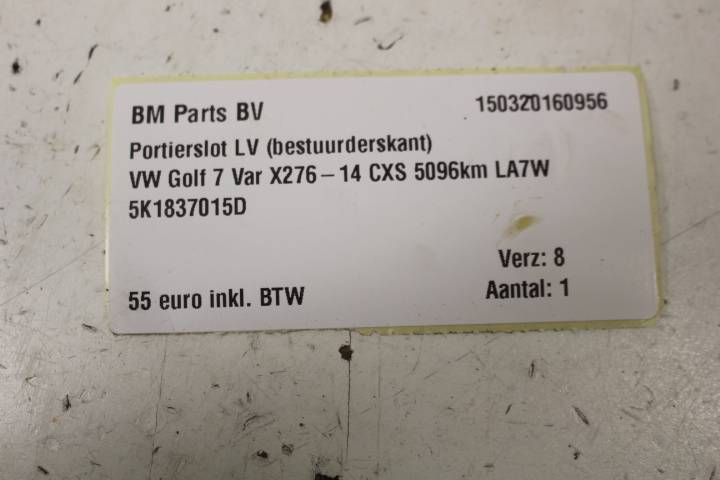 BM Parts BV 150320160956
Portierslot LV (bestuurderskant)
VW Golf 7 Var X276-14 CXS 5096km LA7W
5K1837015D
Verz: 8
55 euro inkl. BTW Aantal: 1